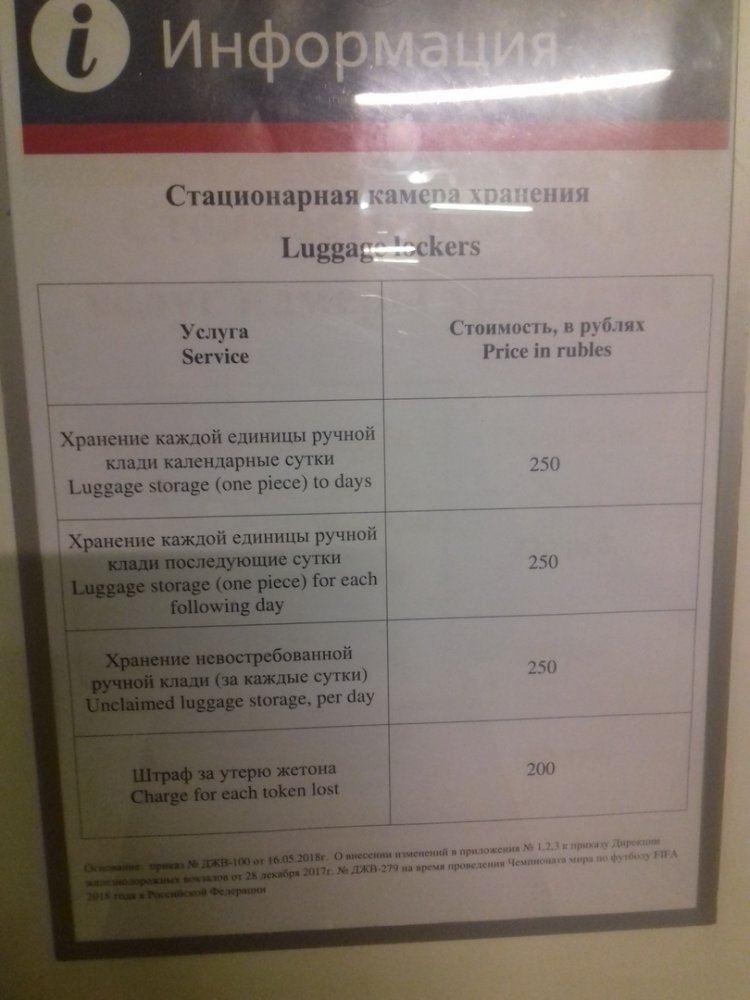 i Информация
Стационарная камера хранения
Luggage lockers
Услуга
Service
Стоимость, в рублях
Price in rubles
Хранение каждой единицы ручной
клади календарные сутки
Luggage storage (one piece) to days
250
Хранение каждой единицы ручной
клади последующие сутки
Luggage storage (one piece) for each
following day
250
Хранение невостребованной
ручной клади (за каждые сутки)
Unclaimed luggage storage, per day
250
Штраф за утерю жетона
Charge for each token lost
200
Основание: приказ № ДЖВ-100 от 16.05.2018г. О внесении изменений в приложения № 1,2,3 к приказу Дирекции
железнодорожных вокзалов от 28 декабря 2017г. № ДЖВ-279 на время проведения Чемпионата мира по футболу FIFA
2018 года в Российской Федерации